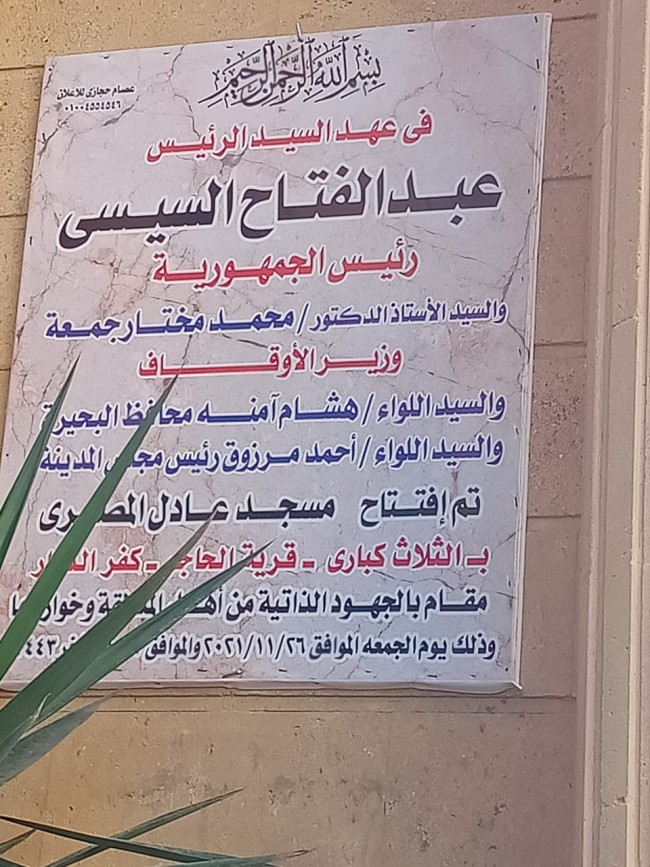 بسم الله الرحمن الرحيم
عصام حجازى للاعلان
٠١٠٠٤٥٥٤٥٤٦
فى عهد السيد الرئيس
عبد الفتاح السيسى
رئيس الجمهورية
والسيد الأستاذ الدكتور / محمد مختار جمعة
وزير الأوقاف
والسيد اللواء / هشام آمنه محافظ البحيرة
والسيد اللواء / أحمد مرزوق رئيس مجلس المدينة
تم إفتتاح مسجد عادل المصرى
بـ الثلاث كبارى - قرية الحاجر - كفر الدوار
مقام بالجهود الذاتية من أهل المنطقة وخوارجها
وذلك يوم الجمعه الموافق ٢٠٢١/١١/٢٦ والموافق